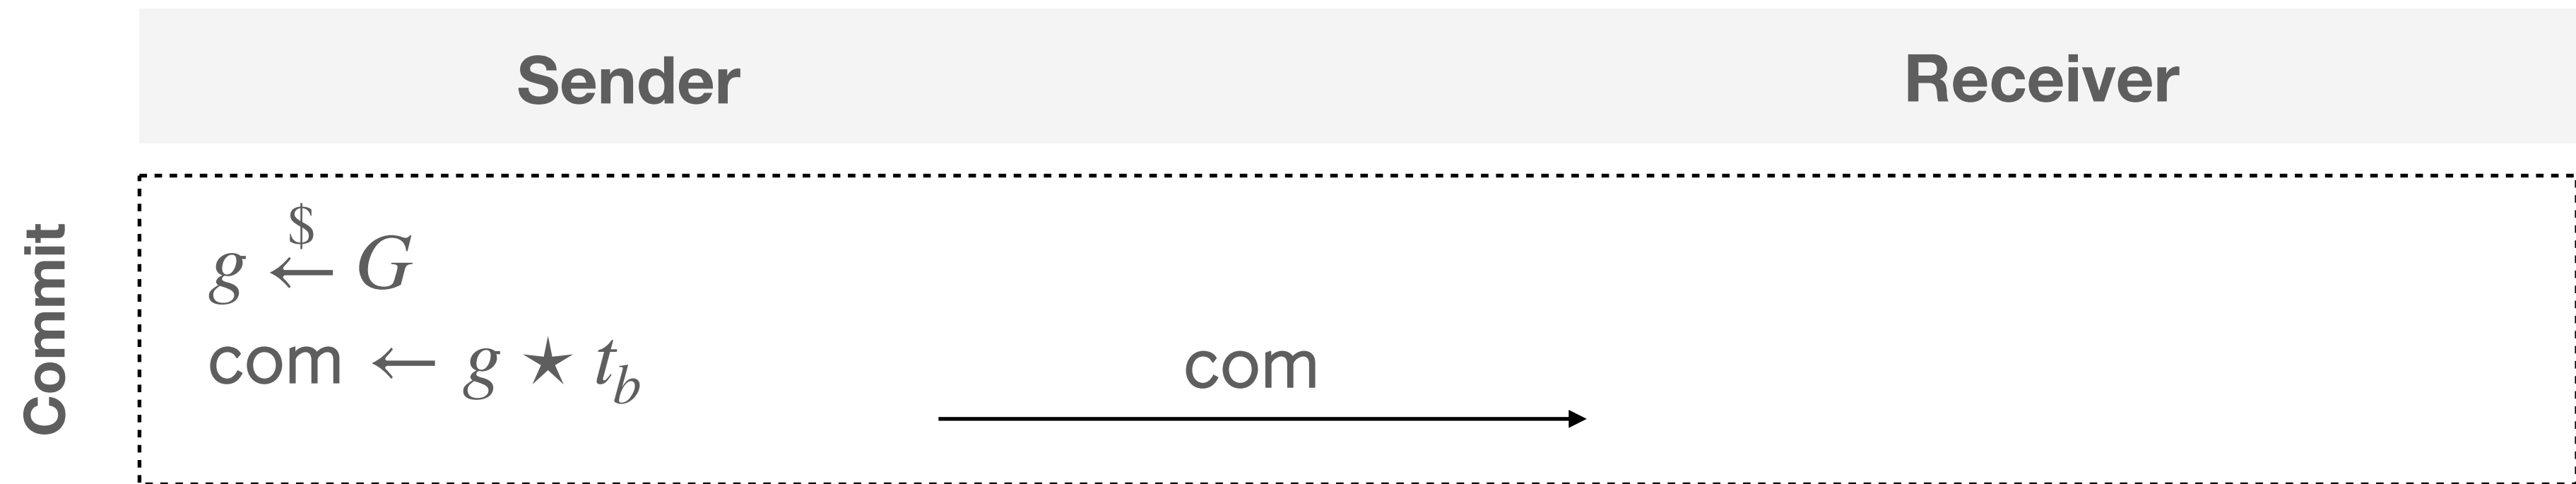 Sender
Receiver
Commit
g $← G
com ← g ★ t_b
com